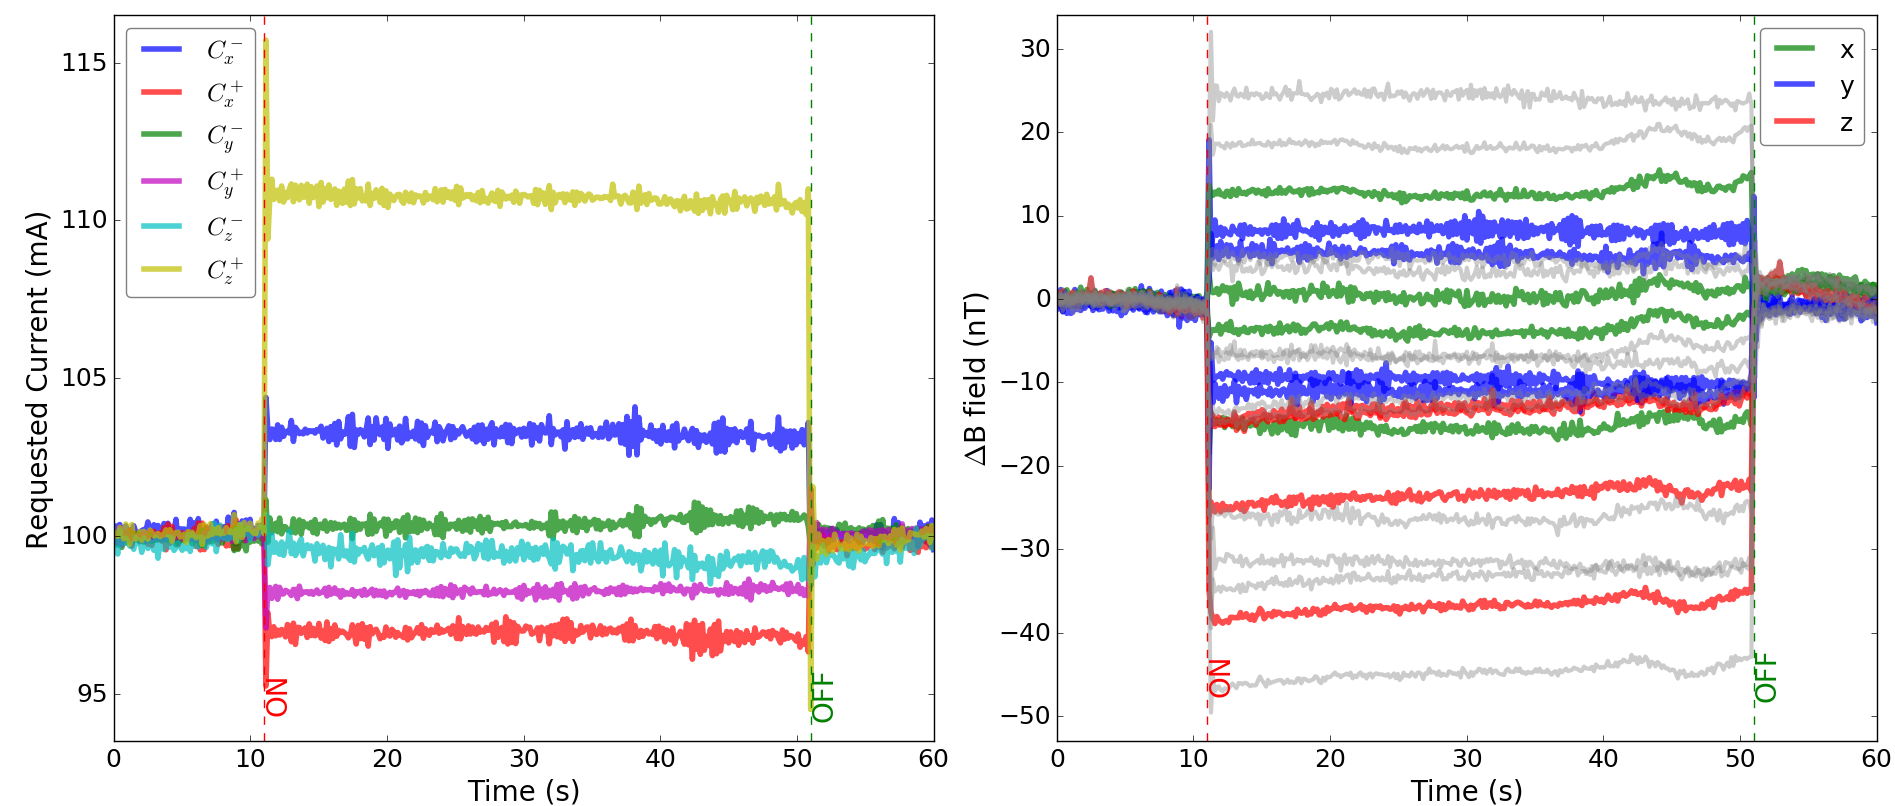 Requested Current (mA)
115
110
105
100
95
0 10 20 30 40 50 60
Time (s)
C_x^-
C_x^+
C_y^-
C_y^+
C_z^-
C_z^+
ON
OFF
ΔB field (nT)
30
20
10
0
−10
−20
−30
−40
−50
0 10 20 30 40 50 60
Time (s)
x
y
z
ON
OFF